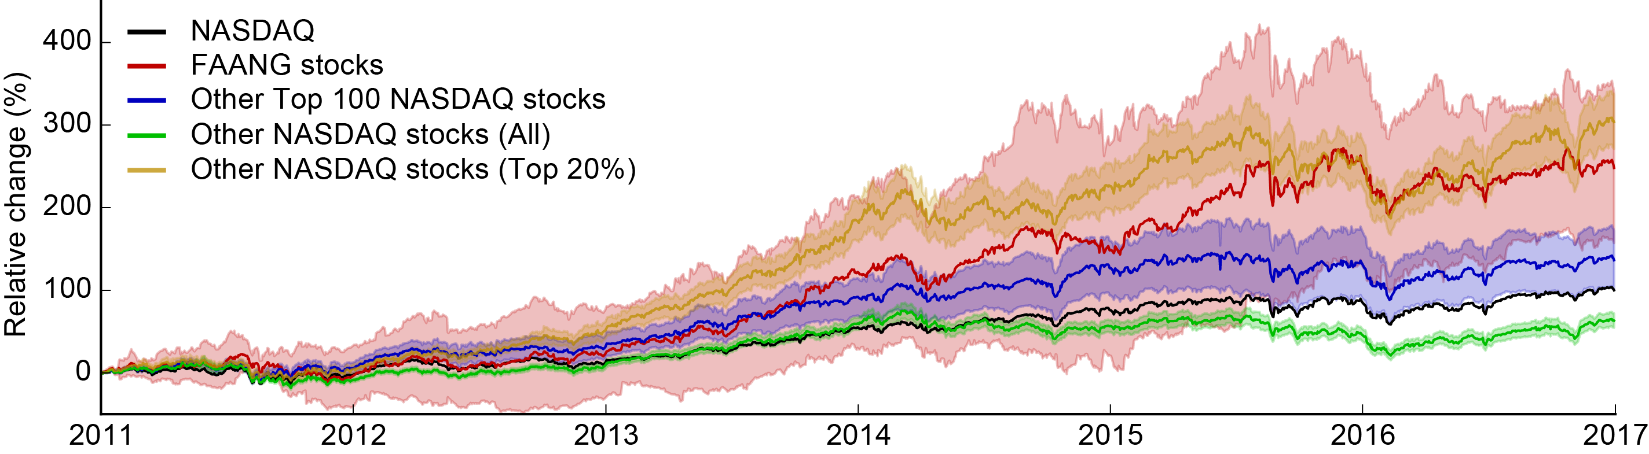 Relative change (%)
400
300
200
100
0
NASDAQ
FAANG stocks
Other Top 100 NASDAQ stocks
Other NASDAQ stocks (All)
Other NASDAQ stocks (Top 20%)
2011 2012 2013 2014 2015 2016 2017